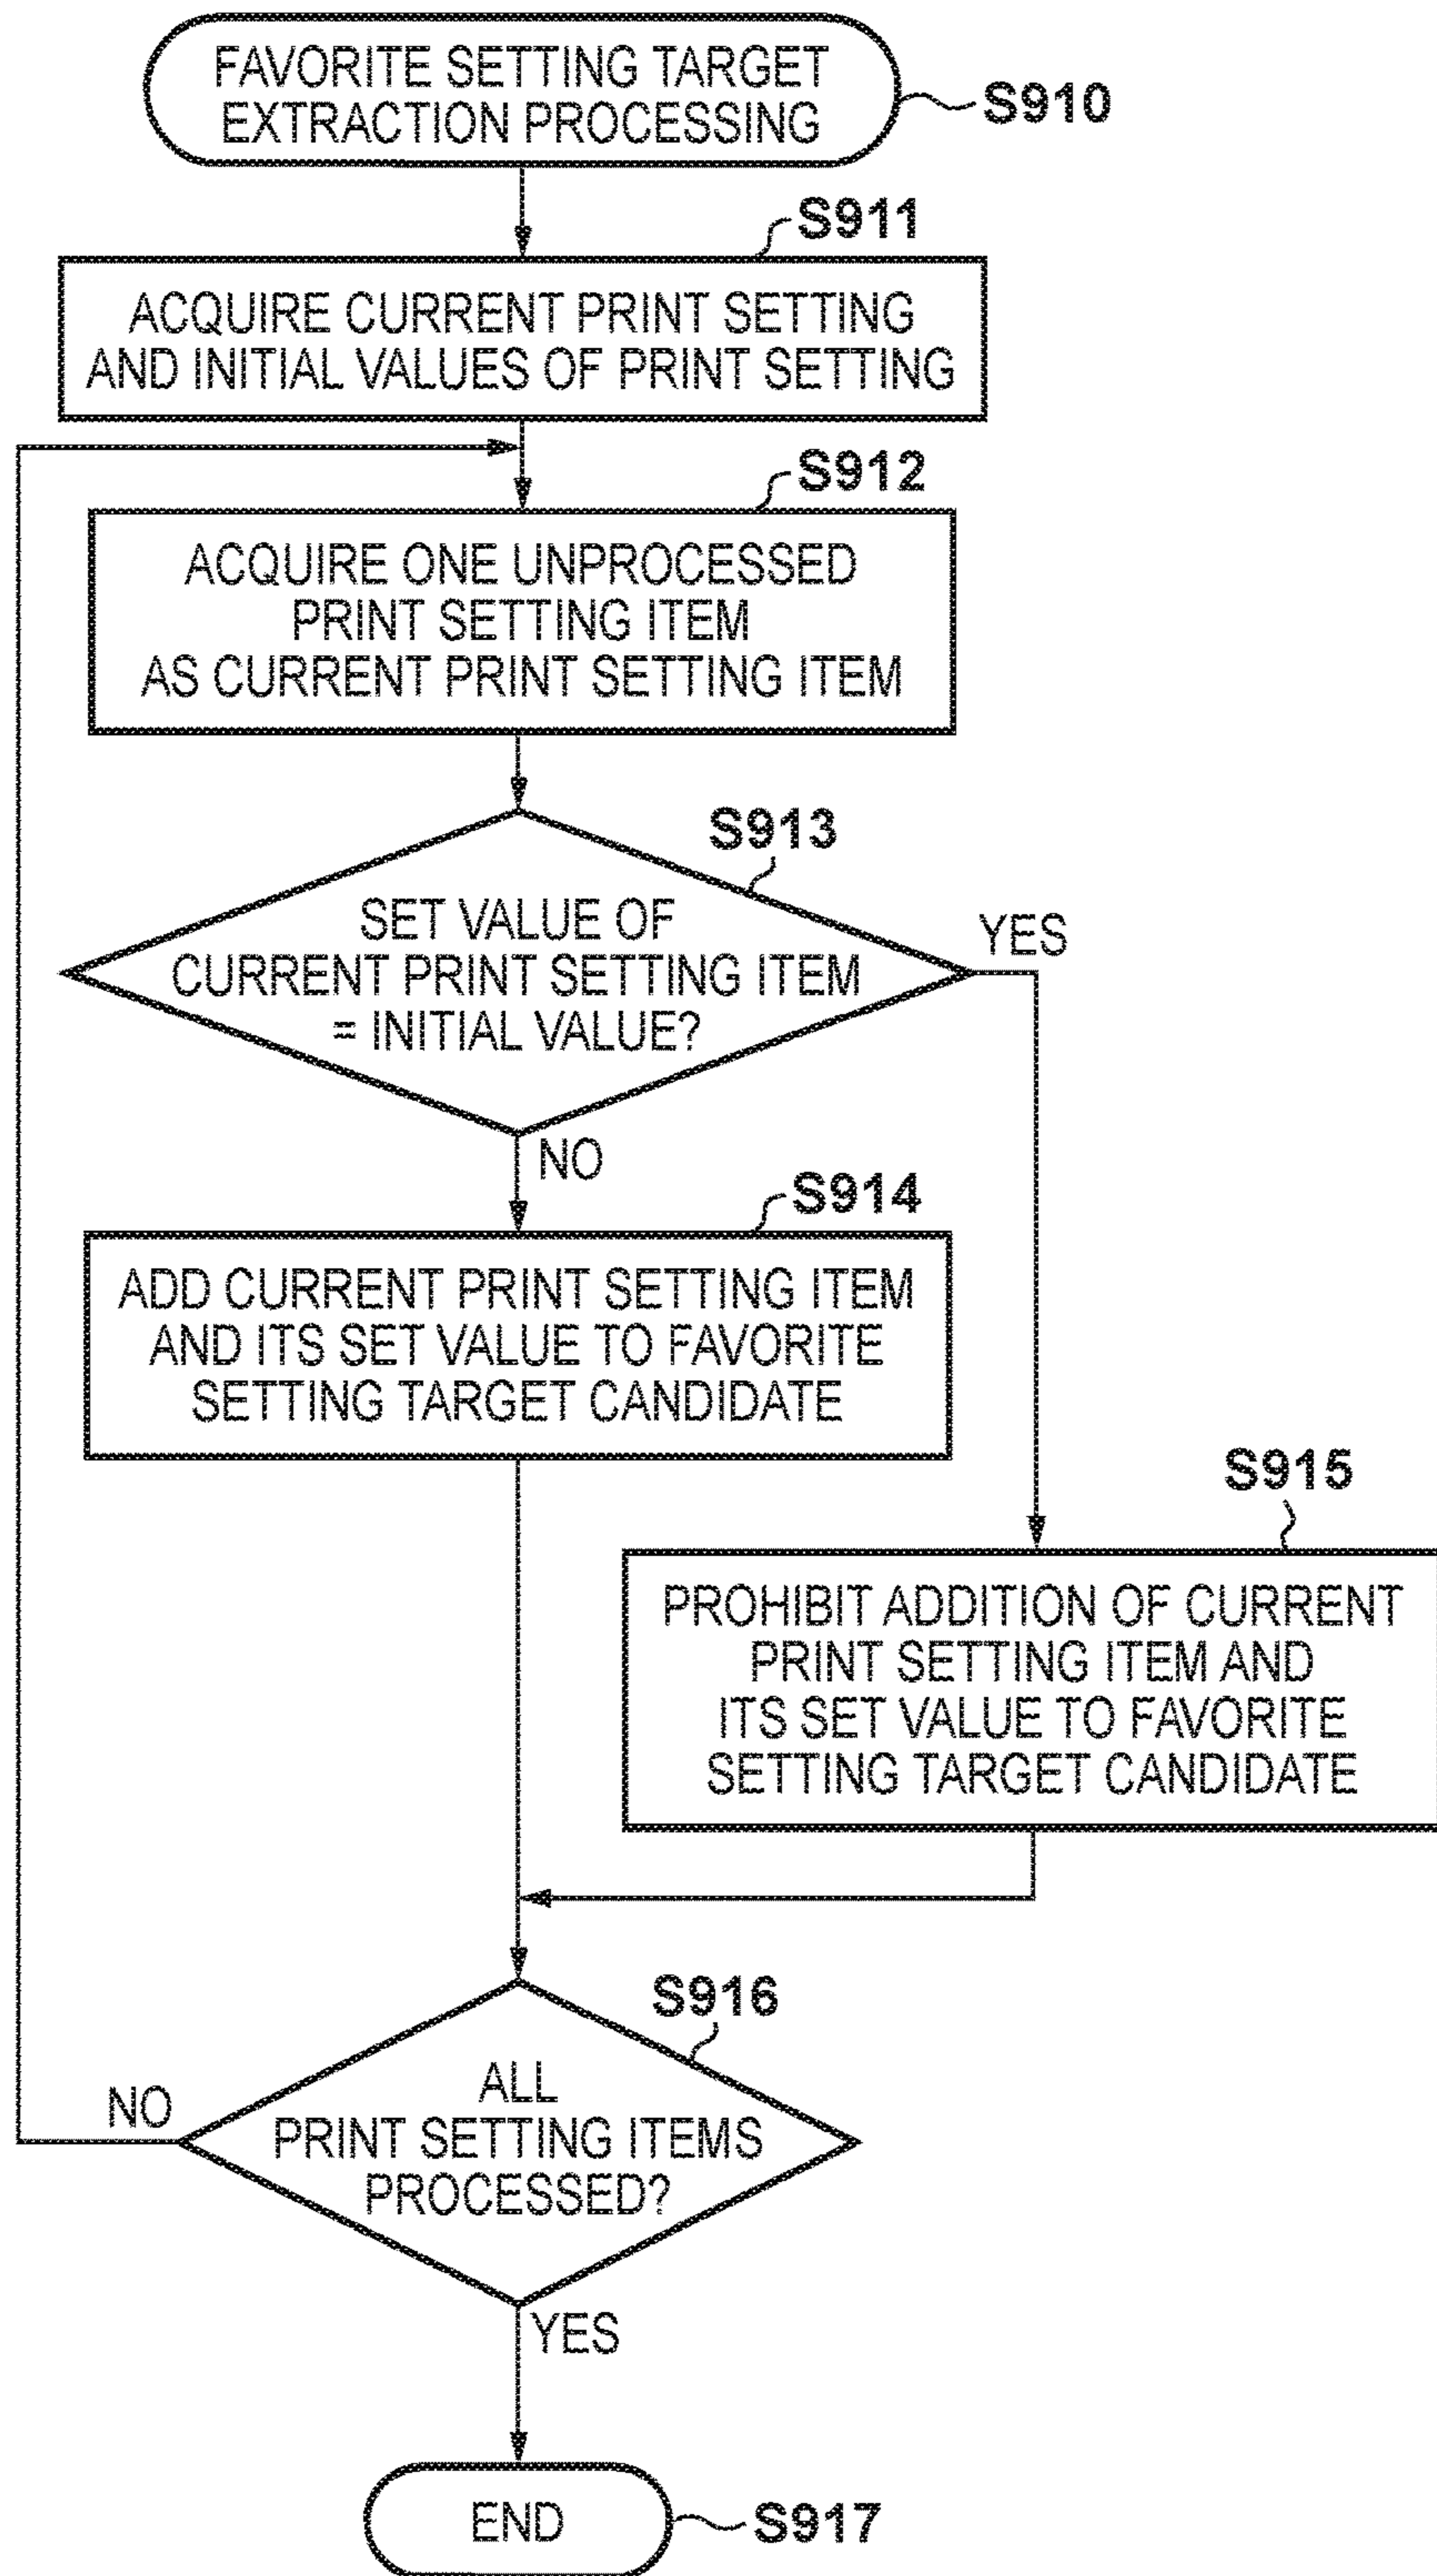 FAVORITE SETTING TARGET
EXTRACTION PROCESSING
S910
S911
ACQUIRE CURRENT PRINT SETTING
AND INITIAL VALUES OF PRINT SETTING
S912
ACQUIRE ONE UNPROCESSED
PRINT SETTING ITEM
AS CURRENT PRINT SETTING ITEM
S913
SET VALUE OF
CURRENT PRINT SETTING ITEM
= INITIAL VALUE?
YES
NO
S914
ADD CURRENT PRINT SETTING ITEM
AND ITS SET VALUE TO FAVORITE
SETTING TARGET CANDIDATE
S915
PROHIBIT ADDITION OF CURRENT
PRINT SETTING ITEM AND
ITS SET VALUE TO FAVORITE
SETTING TARGET CANDIDATE
S916
ALL
PRINT SETTING ITEMS
PROCESSED?
NO
YES
END
S917